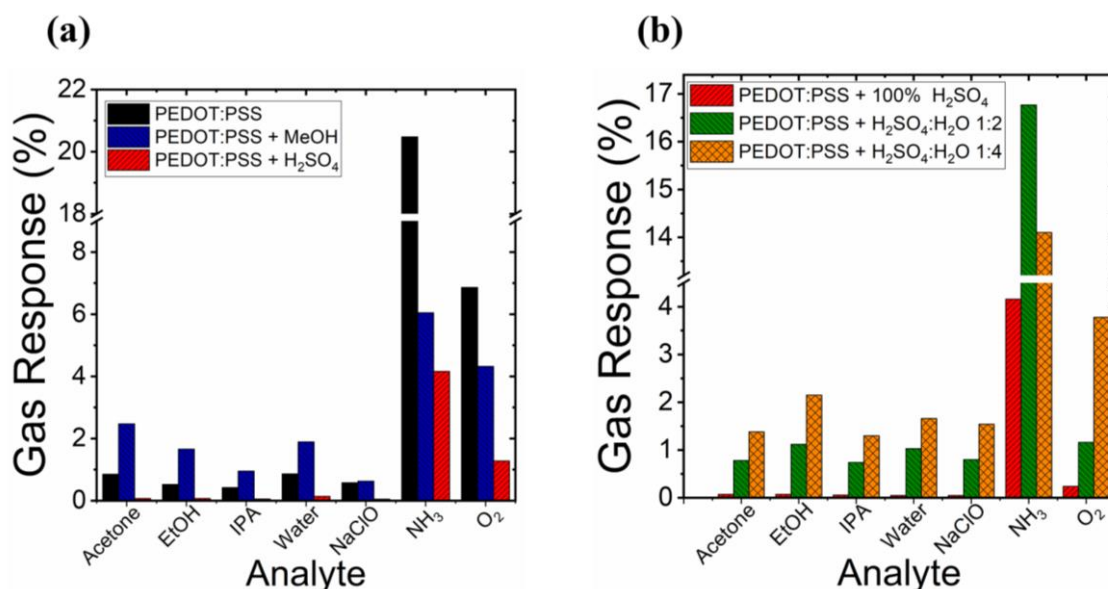 (a)
Gas Response (%)
22
20
18
8
6
4
2
0
PEDOT:PSS
PEDOT:PSS + MeOH
PEDOT:PSS + H₂SO₄
Acetone
EtOH
IPA
Water
NaClO
NH₃
O₂
Analyte
(b)
Gas Response (%)
17
16
15
14
4
3
2
1
0
PEDOT:PSS + 100% H₂SO₄
PEDOT:PSS + H₂SO₄:H₂O 1:2
PEDOT:PSS + H₂SO₄:H₂O 1:4
Acetone
EtOH
IPA
Water
NaClO
NH₃
O₂
Analyte